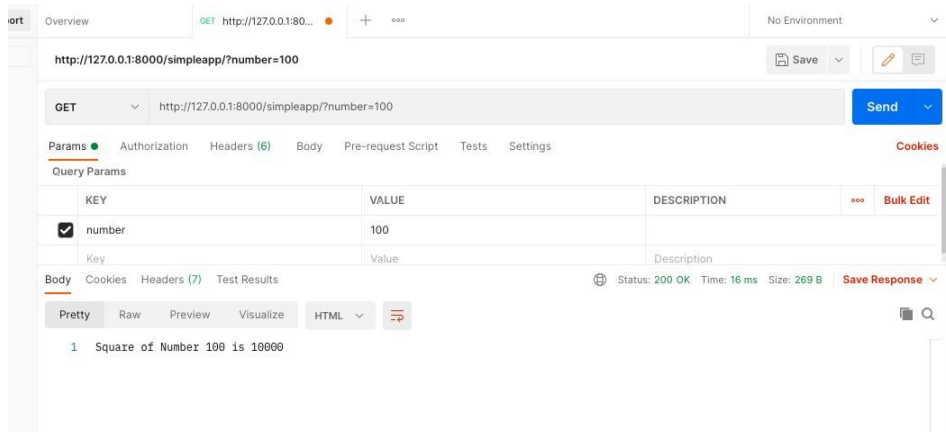 ort Overview GET http://127.0.0.1:80... + ooo No Environment
http://127.0.0.1:8000/simpleapp/?number=100 Save
GET http://127.0.0.1:8000/simpleapp/?number=100 Send
Params Authorization Headers (6) Body Pre-request Script Tests Settings Cookies
Query Params
KEY VALUE DESCRIPTION ooo Bulk Edit
number 100
Key Value Description
Body Cookies Headers (7) Test Results Status: 200 OK Time: 16 ms Size: 269 B Save Response
Pretty Raw Preview Visualize HTML
1 Square of Number 100 is 10000